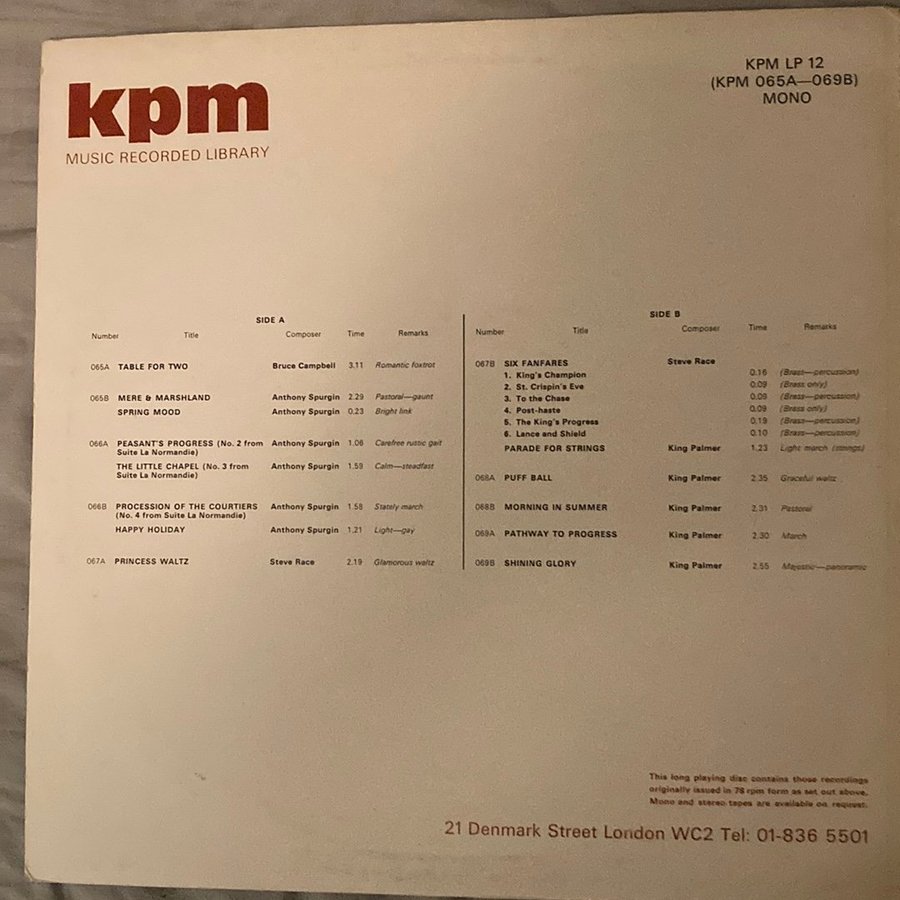 kpm
MUSIC RECORDED LIBRARY
KPM LP 12
(KPM 065A—069B)
MONO
SIDE A
Number Title Composer Time Remarks
065A TABLE FOR TWO Bruce Campbell 3.11 Romantic foxtrot
065B MERE & MARSHLAND Anthony Spurgin 2.29 Pastoral—gaunt
SPRING MOOD Anthony Spurgin 0.23 Bright link
066A PEASANT'S PROGRESS (No. 2 from Anthony Spurgin 1.06 Carefree rustic gait
Suite La Normandie)
THE LITTLE CHAPEL (No. 3 from Anthony Spurgin 1.59 Calm—steadfast
Suite La Normandie)
066B PROCESSION OF THE COURTIERS Anthony Spurgin 1.58 Stately march
(No. 4 from Suite La Normandie)
HAPPY HOLIDAY Anthony Spurgin 1.21 Light—gay
067A PRINCESS WALTZ Steve Race 2.19 Glamorous waltz
SIDE B
Number Title Composer Time Remarks
067B SIX FANFARES Steve Race
1. King's Champion 0.16 (Brass—percussion)
2. St. Crispin's Eve 0.09 (Brass only)
3. To the Chase 0.09 (Brass—percussion)
4. Post-haste 0.09 (Brass only)
5. The King's Progress 0.19 (Brass—percussion)
6. Lance and Shield 0.10 (Brass—percussion)
PARADE FOR STRINGS King Palmer 1.23 Light march (strings)
068A PUFF BALL King Palmer 2.35 Graceful waltz
068B MORNING IN SUMMER King Palmer 2.31 Pastoral
069A PATHWAY TO PROGRESS King Palmer 2.30 March
069B SHINING GLORY King Palmer 2.55 Majestic—panoramic
This long playing disc contains those recordings
originally issued in 78 rpm form as set out above.
Mono and stereo tapes are available on request.
21 Denmark Street London WC2 Tel: 01-836 5501